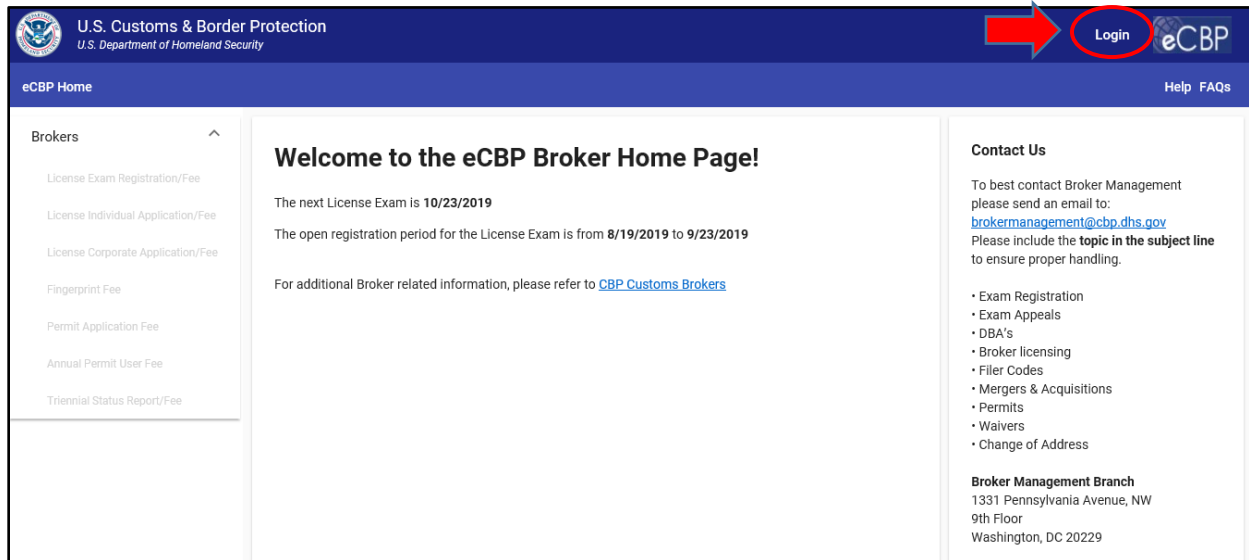 U.S. Customs & Border Protection
U.S. Department of Homeland Security
Login
eCBP
eCBP Home
Help FAQs
Brokers
License Exam Registration/Fee
License Individual Application/Fee
License Corporate Application/Fee
Fingerprint Fee
Permit Application Fee
Annual Permit User Fee
Triennial Status Report/Fee
Welcome to the eCBP Broker Home Page!
The next License Exam is 10/23/2019
The open registration period for the License Exam is from 8/19/2019 to 9/23/2019
For additional Broker related information, please refer to CBP Customs Brokers
Contact Us
To best contact Broker Management
please send an email to:
brokermanagement@cbp.dhs.gov
Please include the topic in the subject line
to ensure proper handling.
• Exam Registration
• Exam Appeals
• DBA's
• Broker licensing
• Filer Codes
• Mergers & Acquisitions
• Permits
• Waivers
• Change of Address
Broker Management Branch
1331 Pennsylvania Avenue, NW
9th Floor
Washington, DC 20229